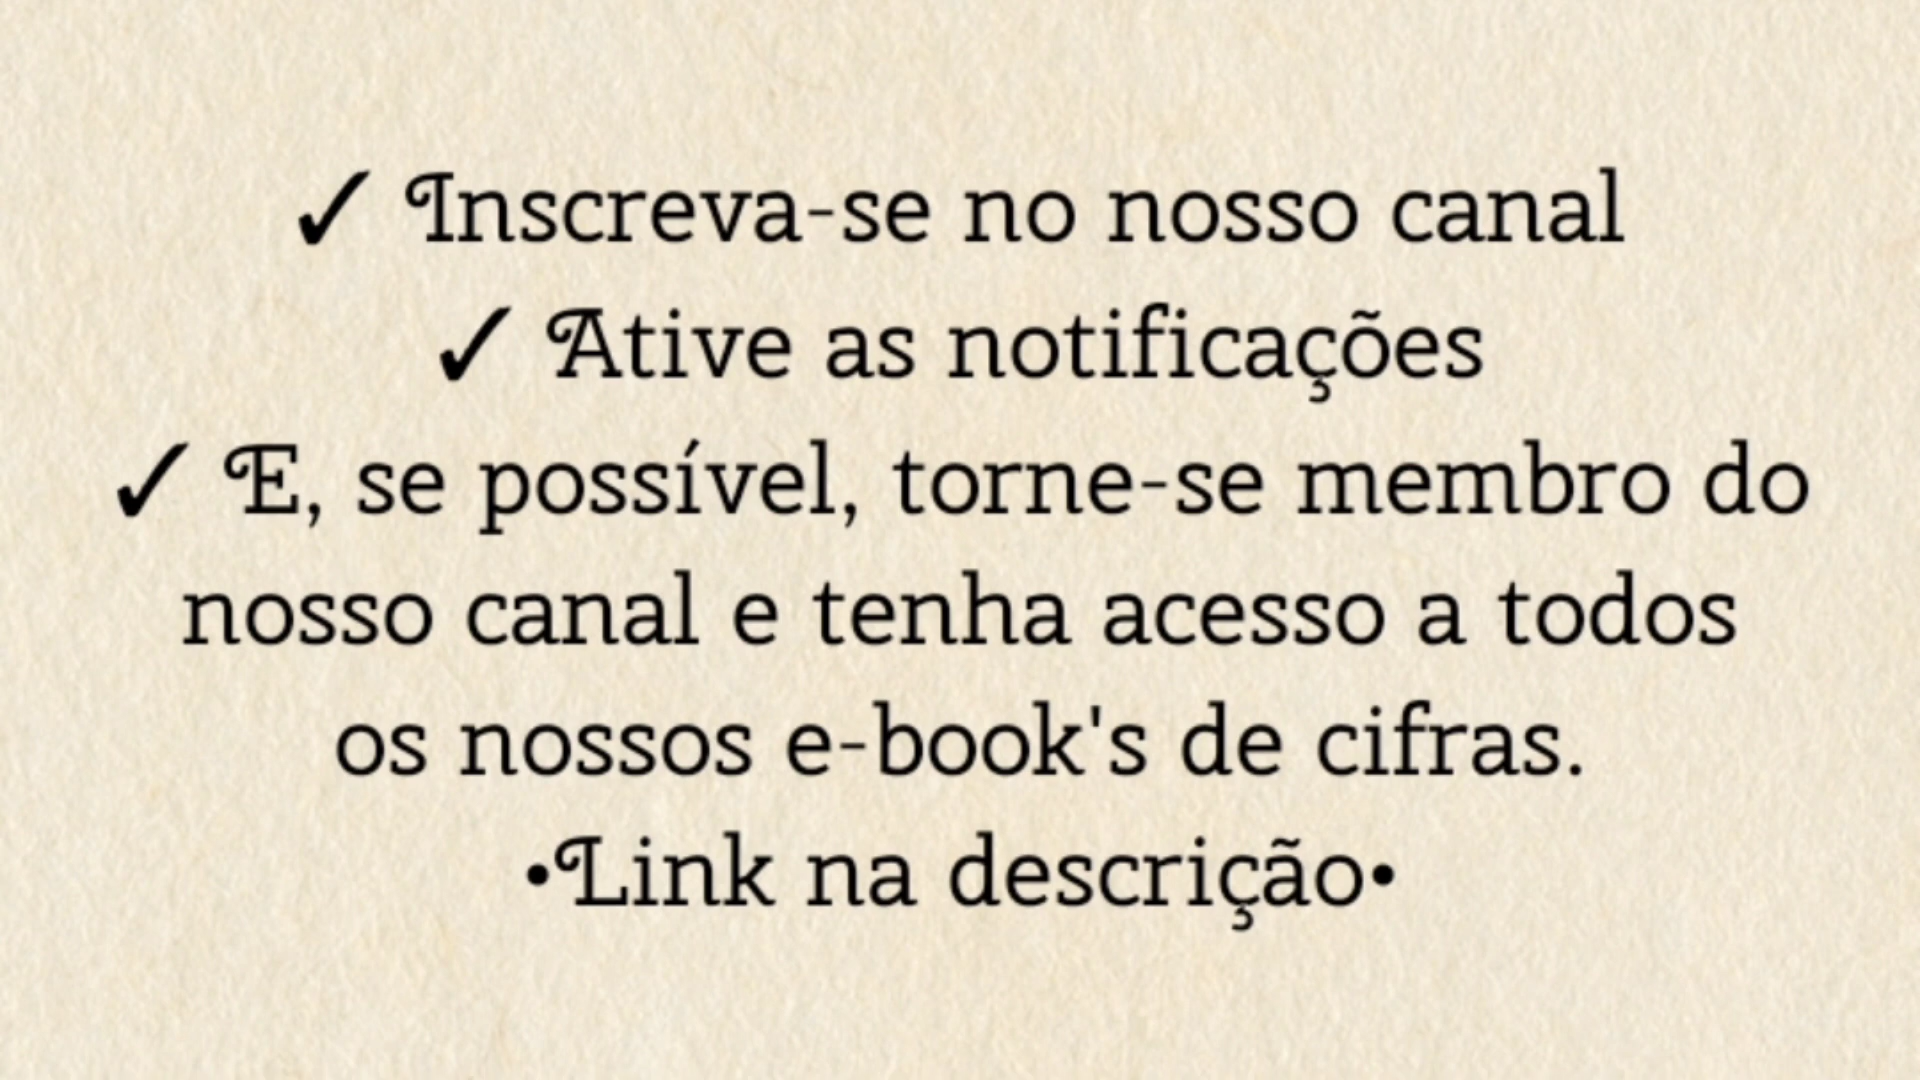 ✓ Inscreva-se no nosso canal
✓ Ative as notificações
✓ E, se possível, torne-se membro do
nosso canal e tenha acesso a todos
os nossos e-book's de cifras.
•Link na descrição•